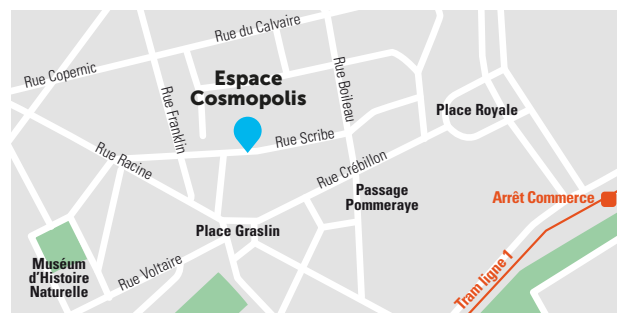 Rue du Calvaire
Rue Copernic
Espace
Cosmopolis
Rue Boileau
Rue Franklin
Place Royale
Rue Scribe
Rue Racine
Rue Crébillon
Passage
Pommeraye
Arrêt Commerce
Place Graslin
Muséum
d'Histoire
Naturelle
Rue Voltaire
Tram ligne 1